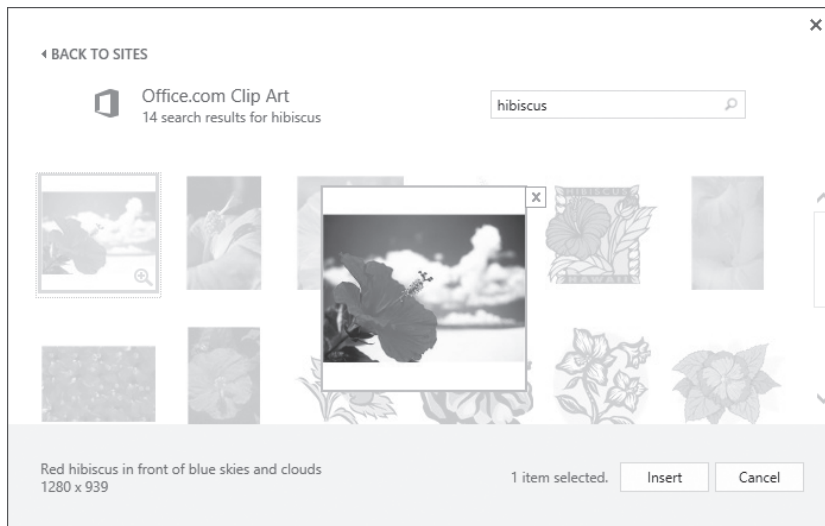 BACK TO SITES
Office.com Clip Art
14 search results for hibiscus
hibiscus
HIBISCUS
HAWAII
Red hibiscus in front of blue skies and clouds
1280 x 939
1 item selected.
Insert
Cancel